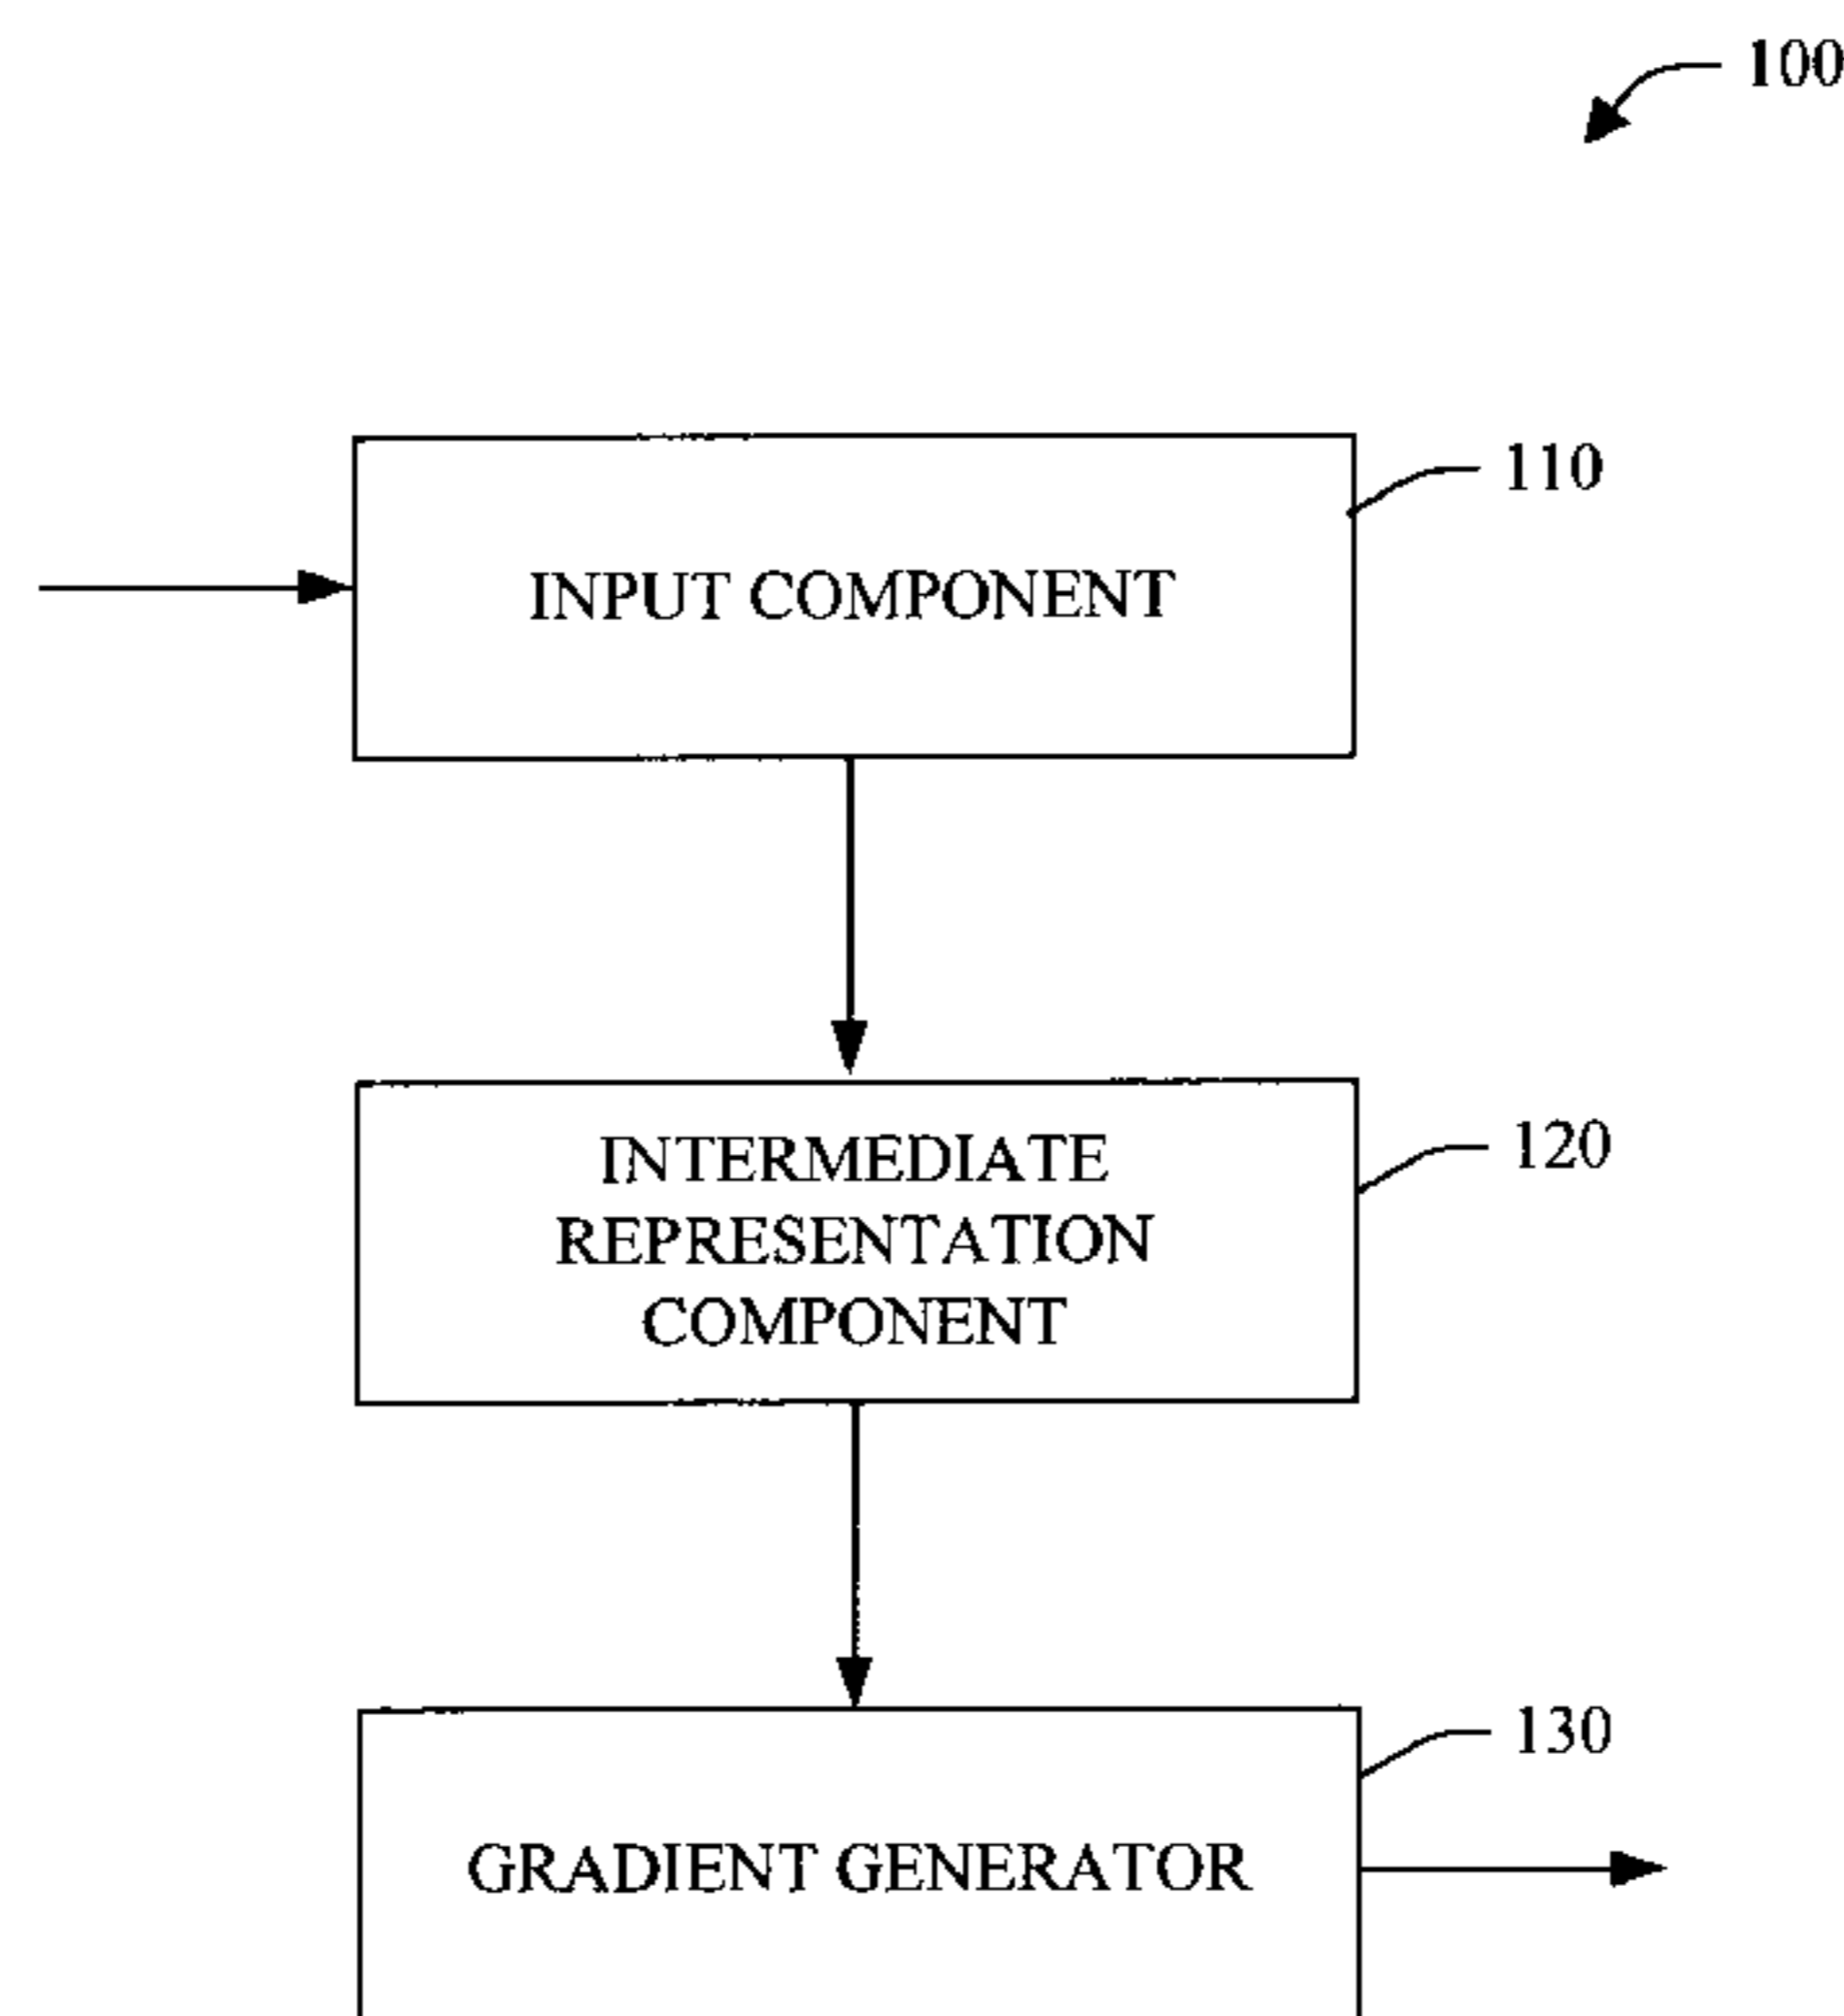 100
110
INPUT COMPONENT
120
INTERMEDIATE
REPRESENTATION
COMPONENT
130
GRADIENT GENERATOR